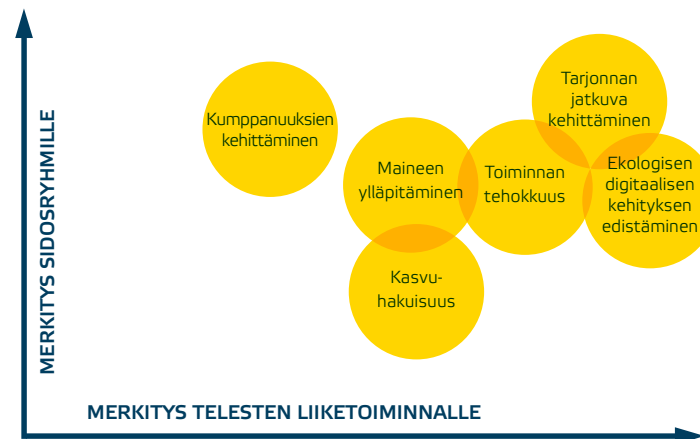 MERKITYS SIDOSRYHMILLE
Kumppanuuksien
kehittäminen
Maineen
ylläpitäminen
Kasvu-
hakuisuus
Toiminnan
tehokkuus
Tarjonnan
jatkuva
kehittäminen
Ekologisen
digitaalisen
kehityksen
edistäminen
MERKITYS TELESTEN LIIKETOIMINNALLE